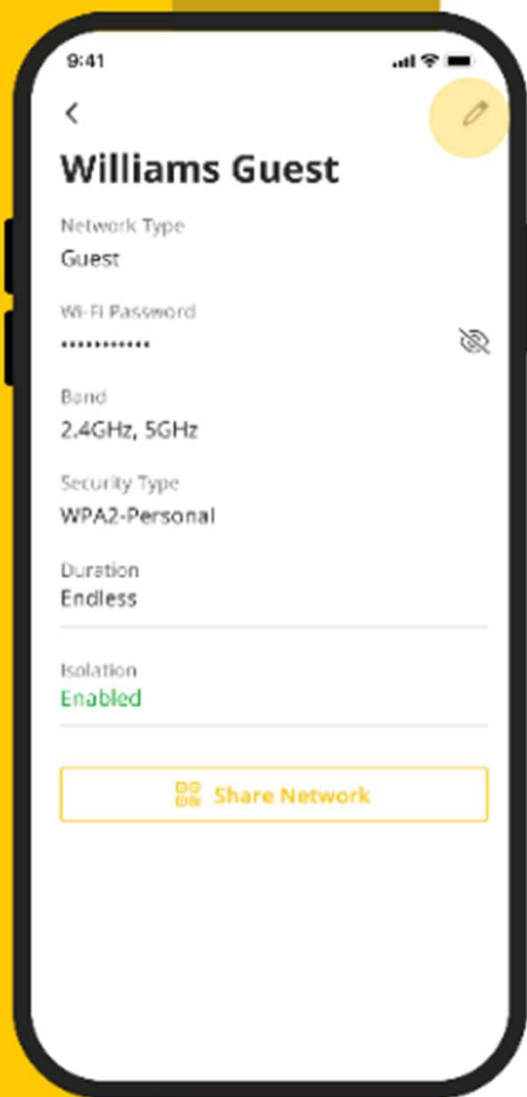 9:41
Williams Guest
Network Type
Guest
Wi-Fi Password
•••••••••••
Band
2.4GHz, 5GHz
Security Type
WPA2-Personal
Duration
Endless
Isolation
Enabled
Share Network